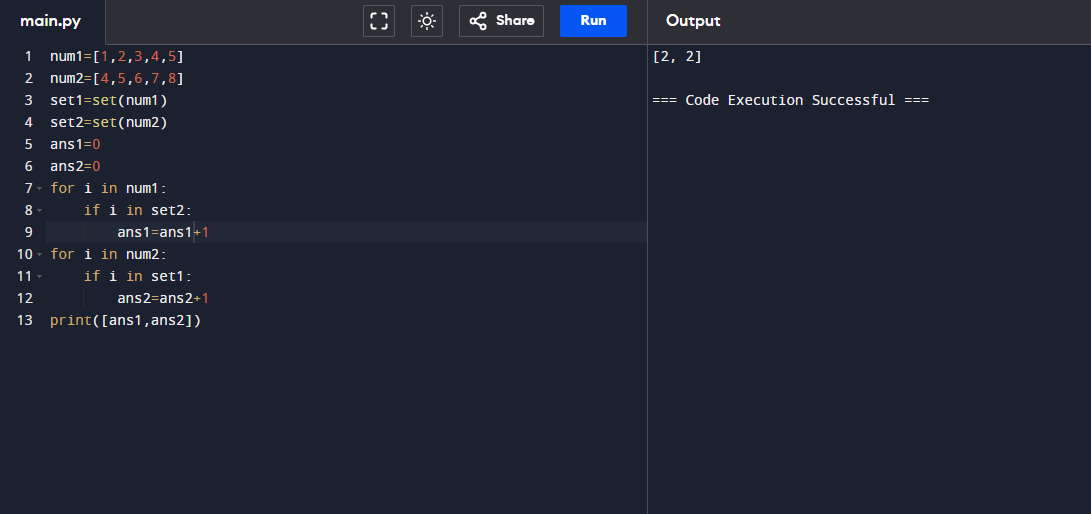 main.py Share Run Output
1 num1=[1,2,3,4,5]
2 num2=[4,5,6,7,8]
3 set1=set(num1)
4 set2=set(num2)
5 ans1=0
6 ans2=0
7 for i in num1:
8     if i in set2:
9         ans1=ans1+1
10 for i in num2:
11     if i in set1:
12         ans2=ans2+1
13 print([ans1,ans2])
[2, 2]
=== Code Execution Successful ===